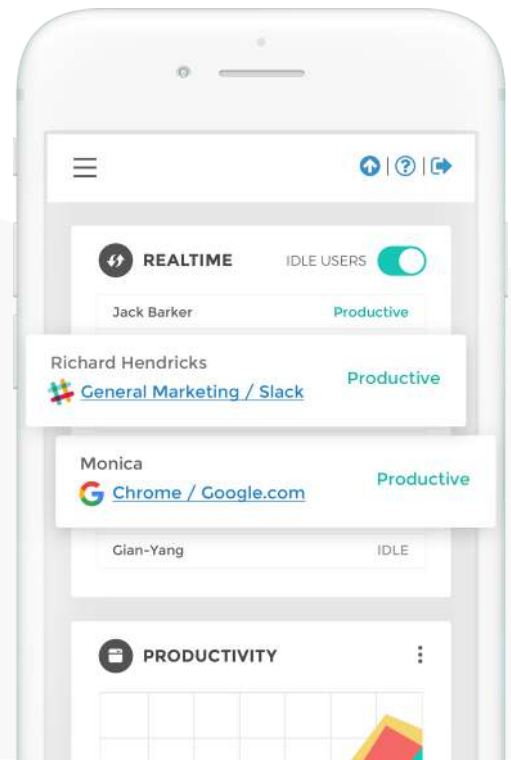 REALTIME IDLE USERS
Jack Barker Productive
Richard Hendricks
General Marketing / Slack Productive
Monica
Chrome / Google.com Productive
Gian-Yang IDLE
PRODUCTIVITY